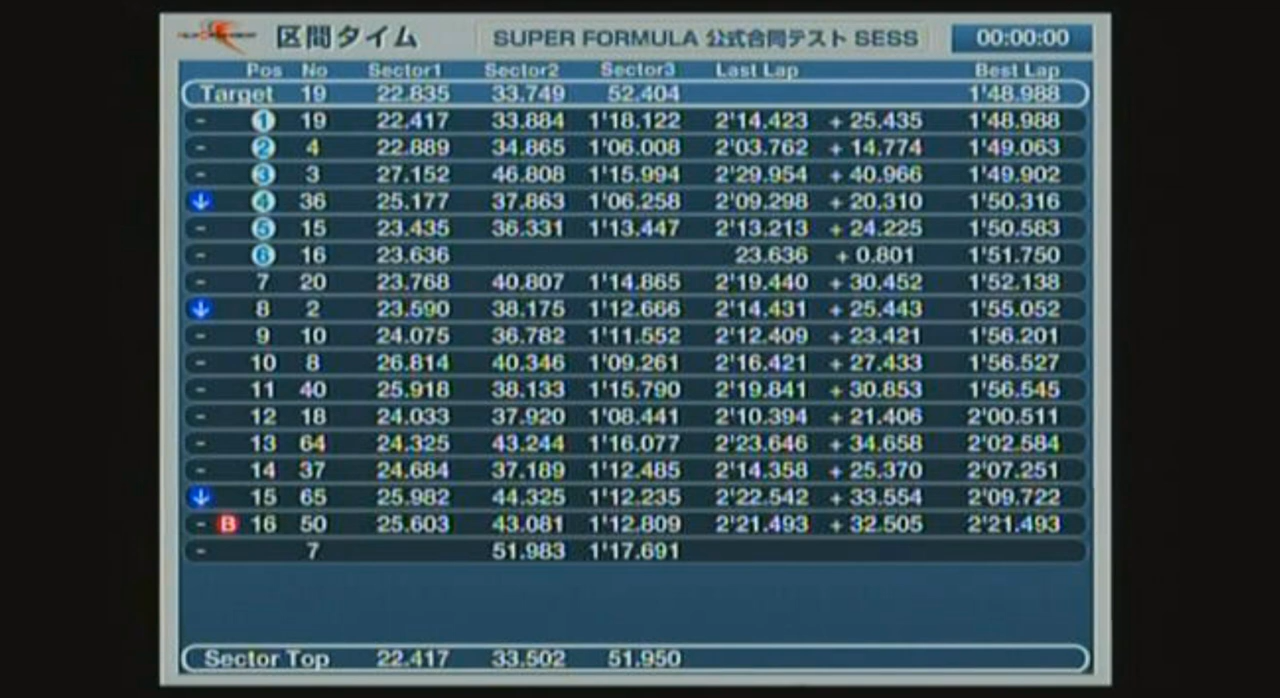 区間タイム SUPER FORMULA 公式合同テスト SESS 00:00:00
Pos No Sector1 Sector2 Sector3 Last Lap Best Lap
Target 19 22.835 33.749 52.404 1'48.988
- 1 19 22.417 33.884 1'18.122 2'14.423 + 25.435 1'48.988
- 2 4 22.889 34.865 1'06.008 2'03.762 + 14.774 1'49.063
- 3 3 27.152 46.808 1'15.994 2'29.954 + 40.966 1'49.902
↓ 4 36 25.177 37.863 1'06.258 2'09.298 + 20.310 1'50.316
- 5 15 23.435 36.331 1'13.447 2'13.213 + 24.225 1'50.583
- 6 16 23.636 23.636 + 0.801 1'51.750
- 7 20 23.768 40.807 1'14.865 2'19.440 + 30.452 1'52.138
↓ 8 2 23.590 38.175 1'12.666 2'14.431 + 25.443 1'55.052
- 9 10 24.075 36.782 1'11.552 2'12.409 + 23.421 1'56.201
- 10 8 26.814 40.346 1'09.261 2'16.421 + 27.433 1'56.527
- 11 40 25.918 38.133 1'15.790 2'19.841 + 30.853 1'56.545
- 12 18 24.033 37.920 1'08.441 2'10.394 + 21.406 2'00.511
- 13 64 24.325 43.244 1'16.077 2'23.646 + 34.658 2'02.584
- 14 37 24.684 37.189 1'12.485 2'14.358 + 25.370 2'07.251
↓ 15 65 25.982 44.325 1'12.235 2'22.542 + 33.554 2'09.722
- B 16 50 25.603 43.081 1'12.809 2'21.493 + 32.505 2'21.493
- 7 51.983 1'17.691
Sector Top 22.417 33.502 51.950